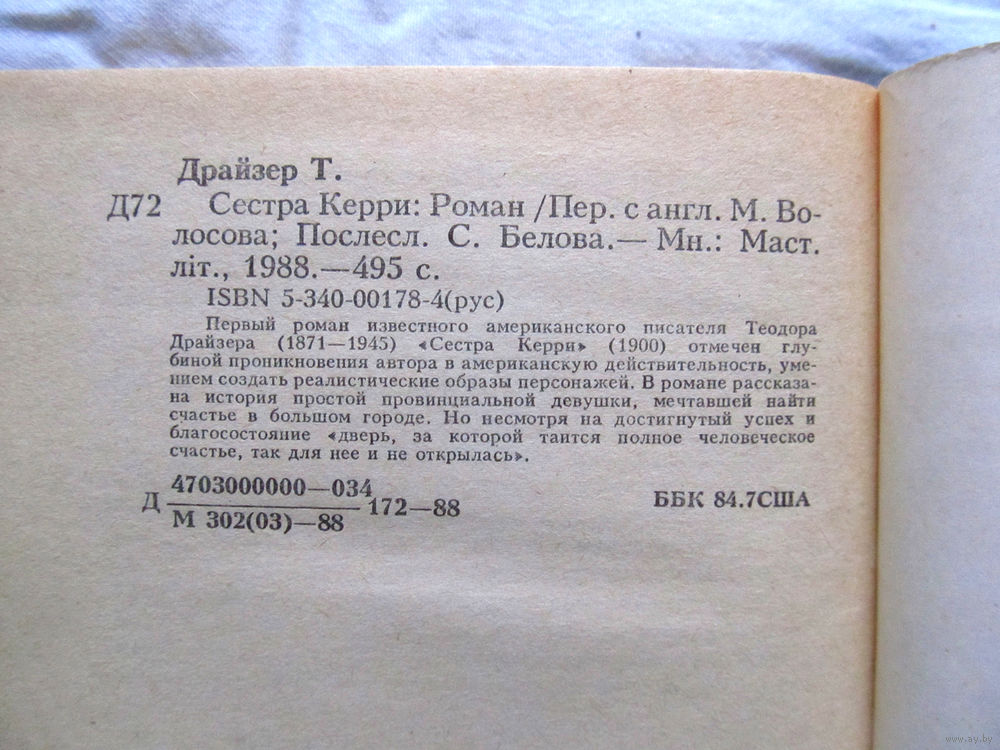 Драйзер Т.
Д72 Сестра Керри: Роман /Пер. с англ. М. Во-
лосова; Послесл. С. Белова.— Мн.: Маст.
літ., 1988.—495 с.
ISBN 5-340-00178-4(рус)
Первый роман известного американского писателя Теодора
Драйзера (1871—1945) «Сестра Керри» (1900) отмечен глу-
биной проникновения автора в американскую действительность, уме-
нием создать реалистические образы персонажей. В романе рассказа-
на история простой провинциальной девушки, мечтавшей найти
счастье в большом городе. Но несмотря на достигнутый успех и
благосостояние «дверь, за которой таится полное человеческое
счастье, так для нее и не открылась».
4703000000—034
Д 172—88 ББК 84.7США
М 302(03)—88
www.ay.by